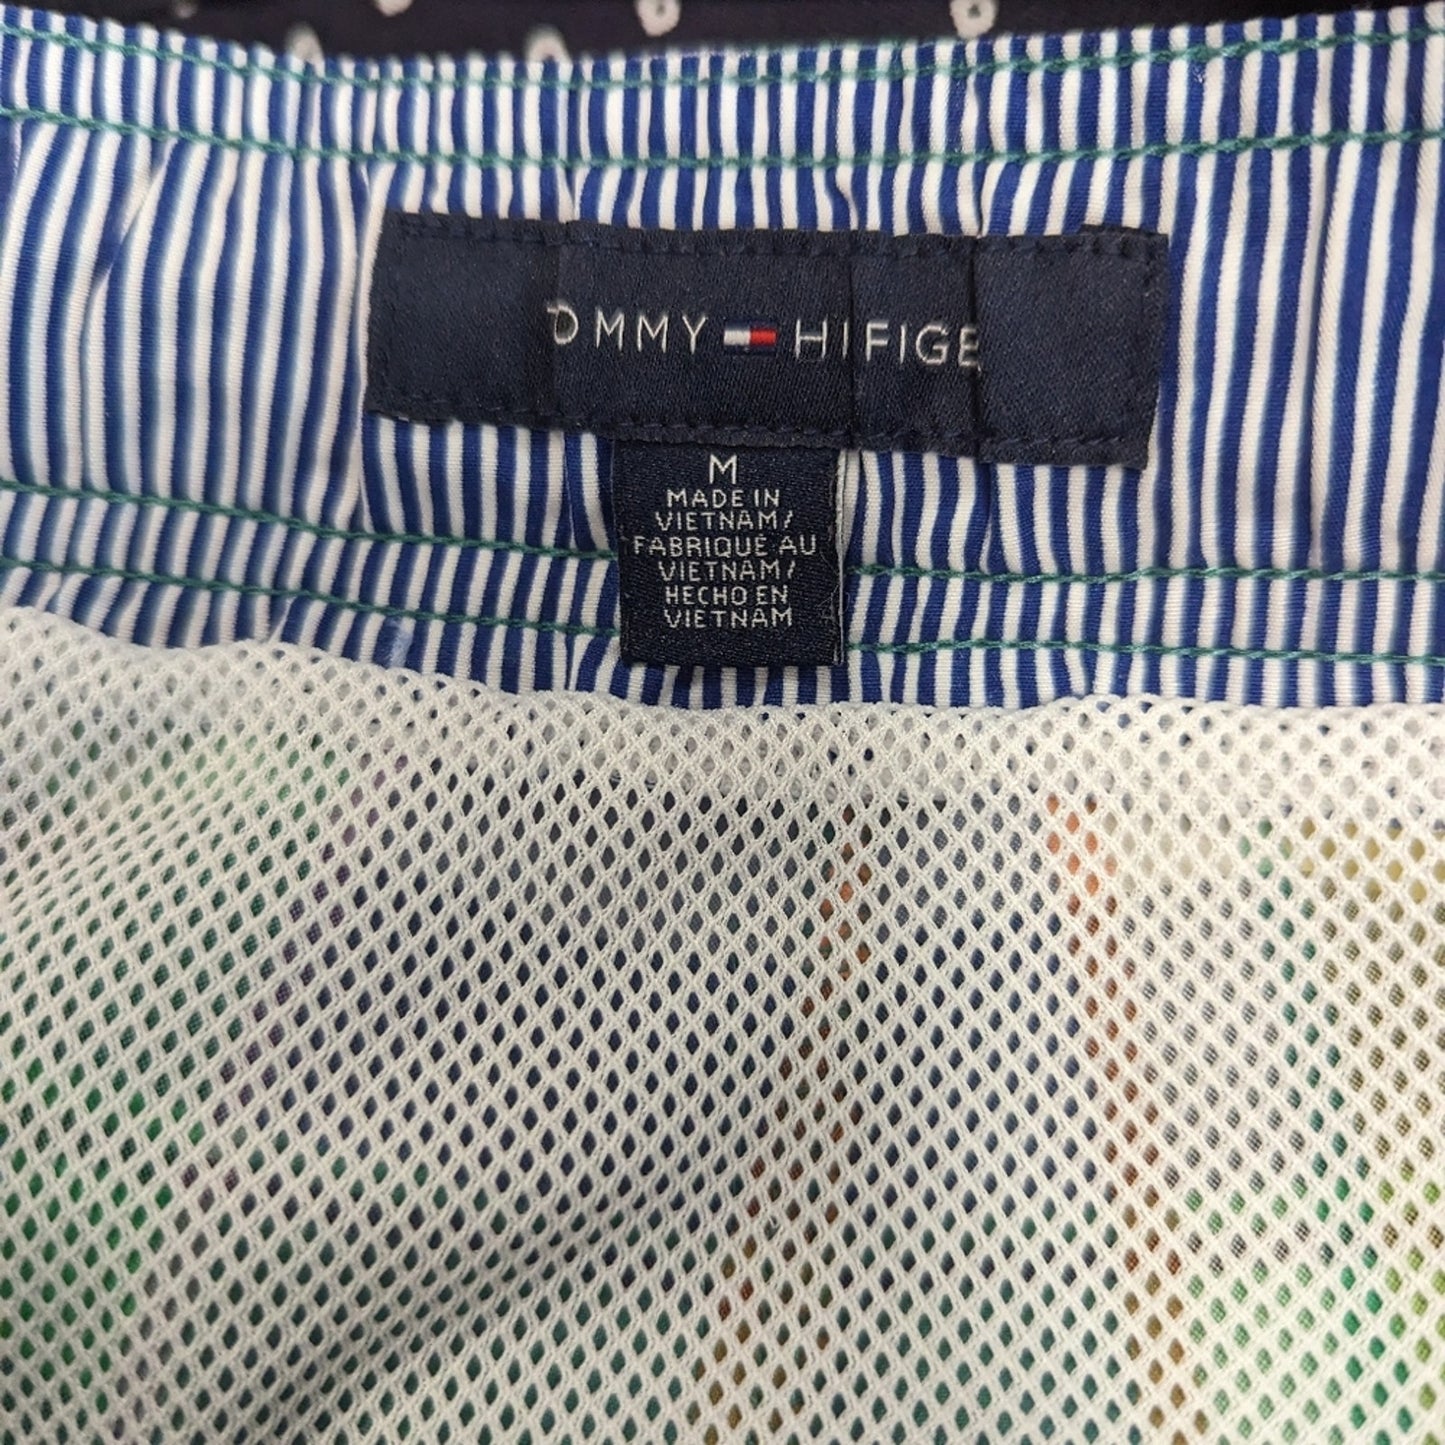 OMMY HIFIGE
M
MADE IN
VIETNAM/
FABRIQUÉ AU
VIETNAM/
HECHO EN
VIETNAM